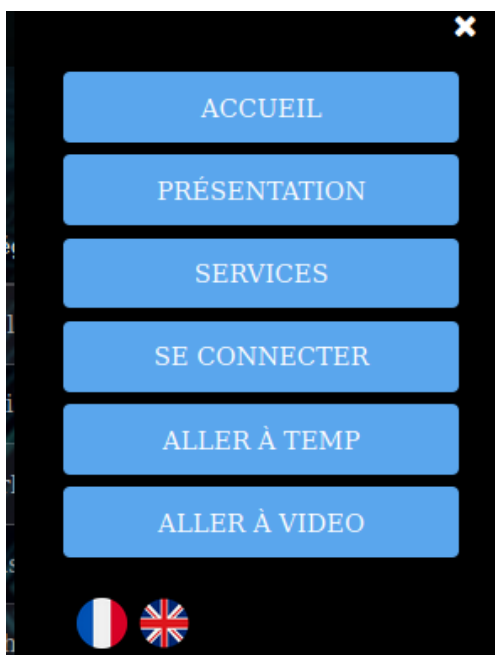 ACCUEIL
PRÉSENTATION
SERVICES
SE CONNECTER
ALLER À TEMP
ALLER À VIDEO